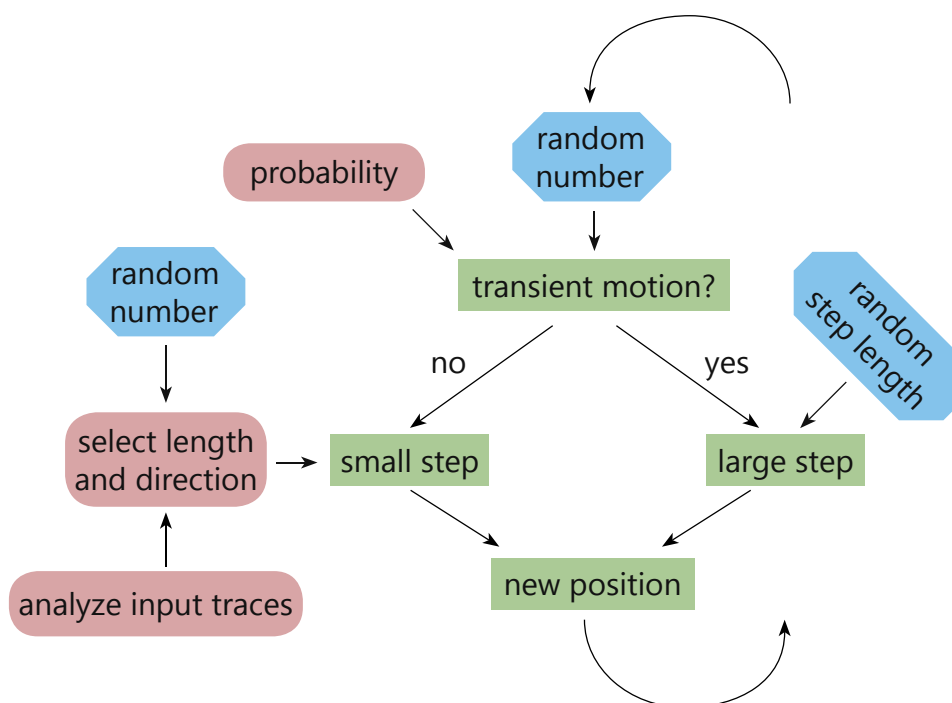 random
number
probability
random
number
transient motion?
random
step length
no
yes
select length
and direction
small step
large step
new position
analyze input traces